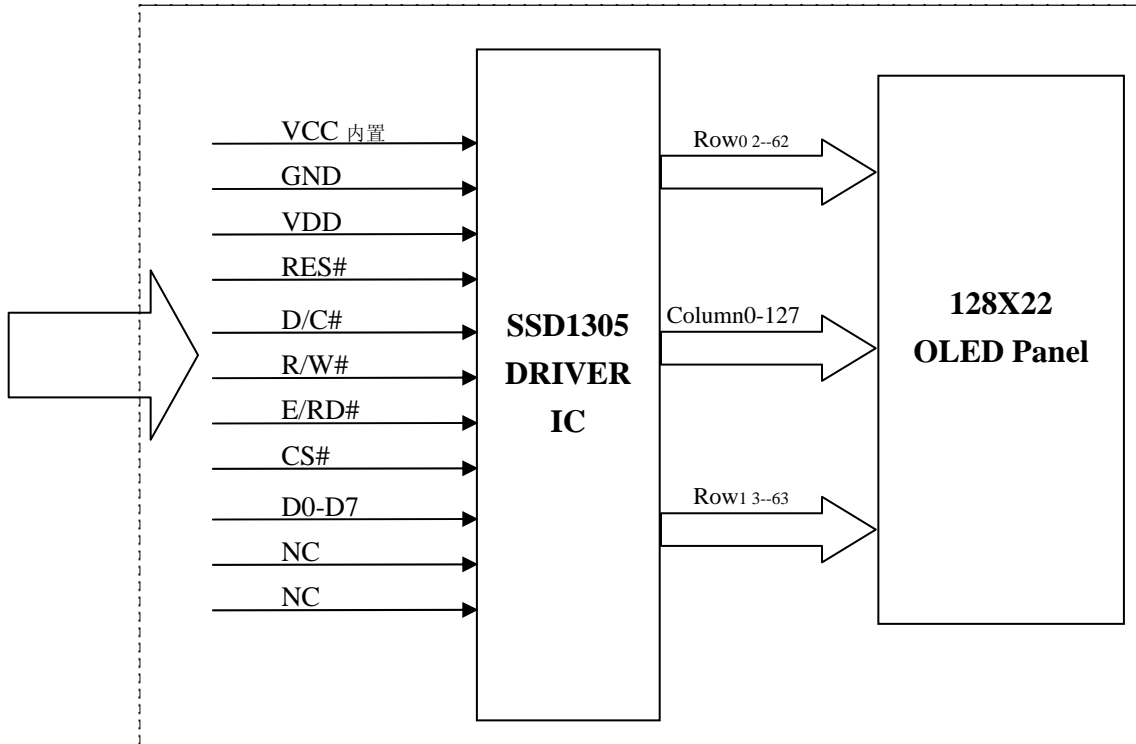 VCC 内置
GND
VDD
RES#
D/C#
R/W#
E/RD#
CS#
D0-D7
NC
NC
SSD1305
DRIVER
IC
Row0 2--62
Column0-127
Row1 3--63
128X22
OLED Panel